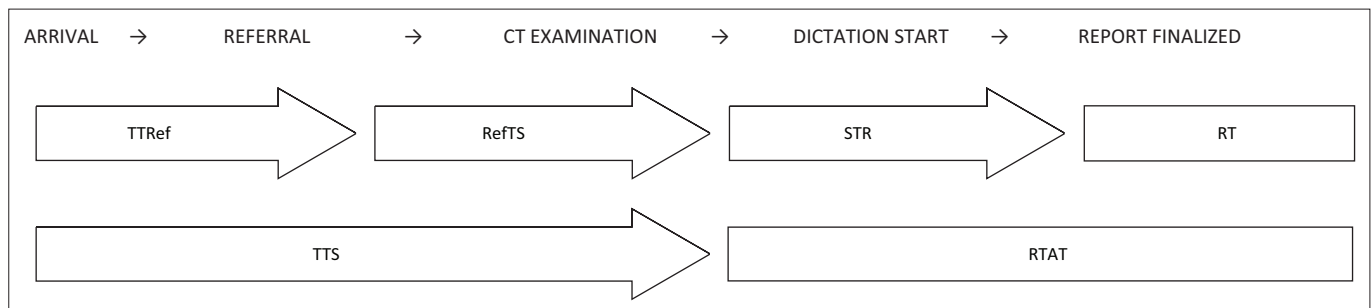 ARRIVAL → REFERRAL → CT EXAMINATION → DICTATION START → REPORT FINALIZED
TTRef RefTS STR RT
TTS RTAT